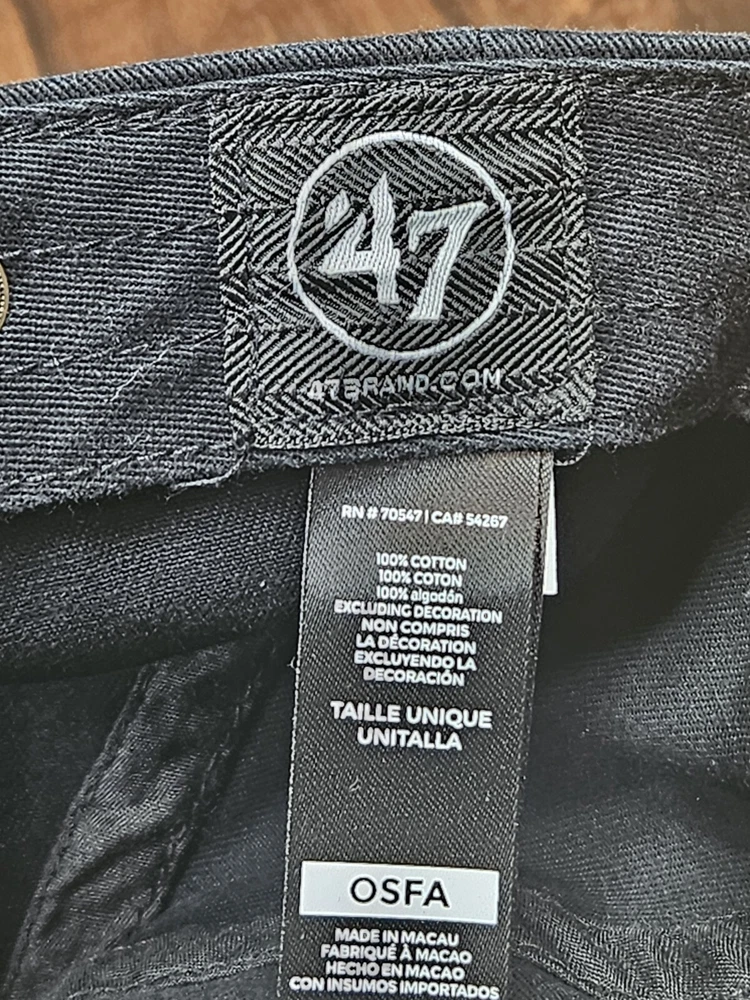 '47
47BRAND.COM
RN # 70547 | CA# 54267
100% COTTON
100% COTON
100% algodón
EXCLUDING DECORATION
NON COMPRIS
LA DÉCORATION
EXCLUYENDO LA
DECORACIÓN
TAILLE UNIQUE
UNITALLA
OSFA
MADE IN MACAU
FABRIQUÉ À MACAO
HECHO EN MACAO
CON INSUMOS IMPORTADOS